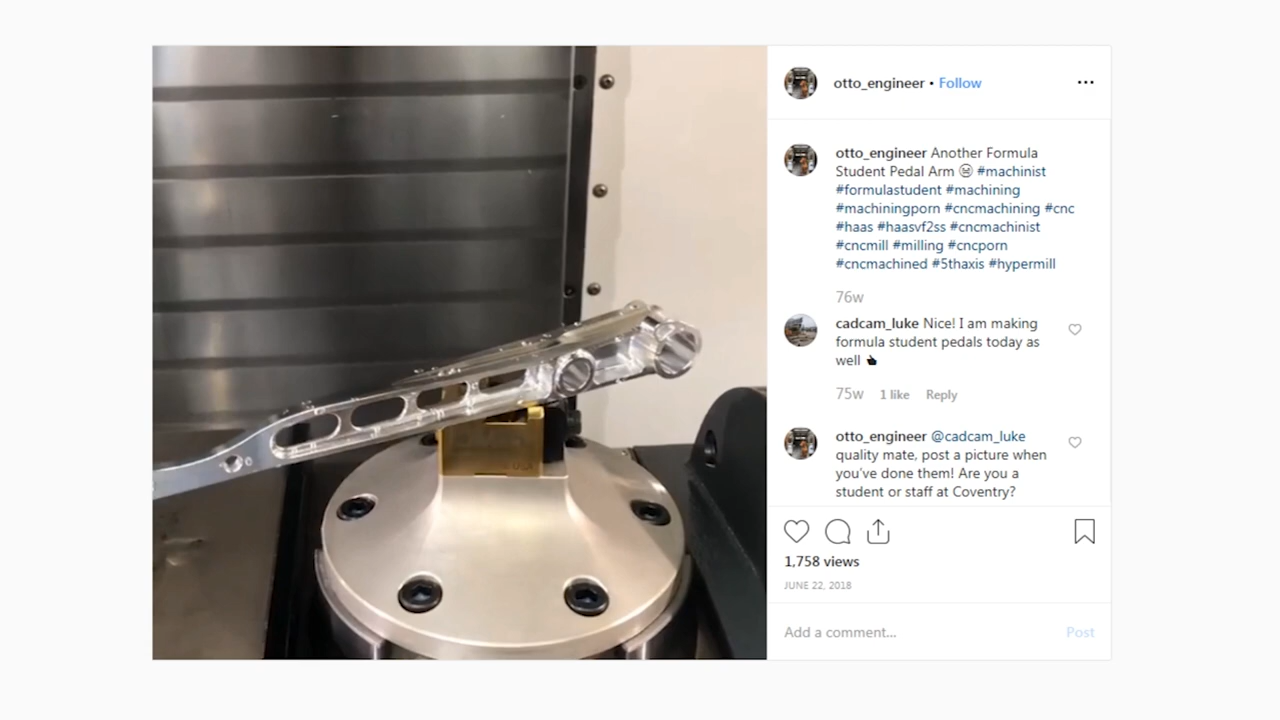 otto_engineer • Follow
otto_engineer Another Formula
Student Pedal Arm #machinist
#formulastudent #machining
#machiningporn #cncmachining #cnc
#haas #haasvf2ss #cncmachinist
#cncmill #milling #cncporn
#cncmachined #5thaxis #hypermill
76w
cadcam_luke Nice! I am making
formula student pedals today as
well
75w 1 like Reply
otto_engineer @cadcam_luke
quality mate, post a picture when
you've done them! Are you a
student or staff at Coventry?
1,758 views
JUNE 22, 2018
Add a comment... Post
USA